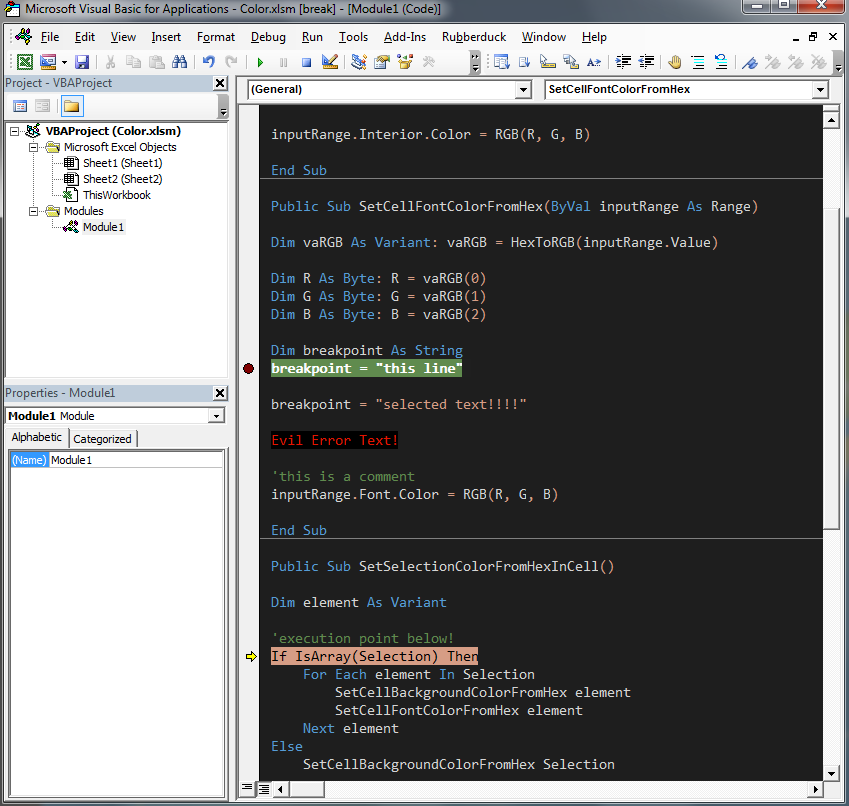 Microsoft Visual Basic for Applications - Color.xlsm [break] - [Module1 (Code)]
File Edit View Insert Format Debug Run Tools Add-Ins Rubberduck Window Help
Project - VBAProject
(General)
SetCellFontColorFromHex
VBAProject (Color.xlsm)
Microsoft Excel Objects
Sheet1 (Sheet1)
Sheet2 (Sheet2)
ThisWorkbook
Modules
Module1
Properties - Module1
Module1 Module
Alphabetic Categorized
(Name) Module1
inputRange.Interior.Color = RGB(R, G, B)
End Sub
Public Sub SetCellFontColorFromHex(ByVal inputRange As Range)
Dim vaRGB As Variant: vaRGB = HexToRGB(inputRange.Value)
Dim R As Byte: R = vaRGB(0)
Dim G As Byte: G = vaRGB(1)
Dim B As Byte: B = vaRGB(2)
Dim breakpoint As String
breakpoint = "this line"
breakpoint = "selected text!!!!"
Evil Error Text!
'this is a comment
inputRange.Font.Color = RGB(R, G, B)
End Sub
Public Sub SetSelectionColorFromHexInCell()
Dim element As Variant
'execution point below!
If IsArray(Selection) Then
For Each element In Selection
SetCellBackgroundColorFromHex element
SetCellFontColorFromHex element
Next element
Else
SetCellBackgroundColorFromHex Selection